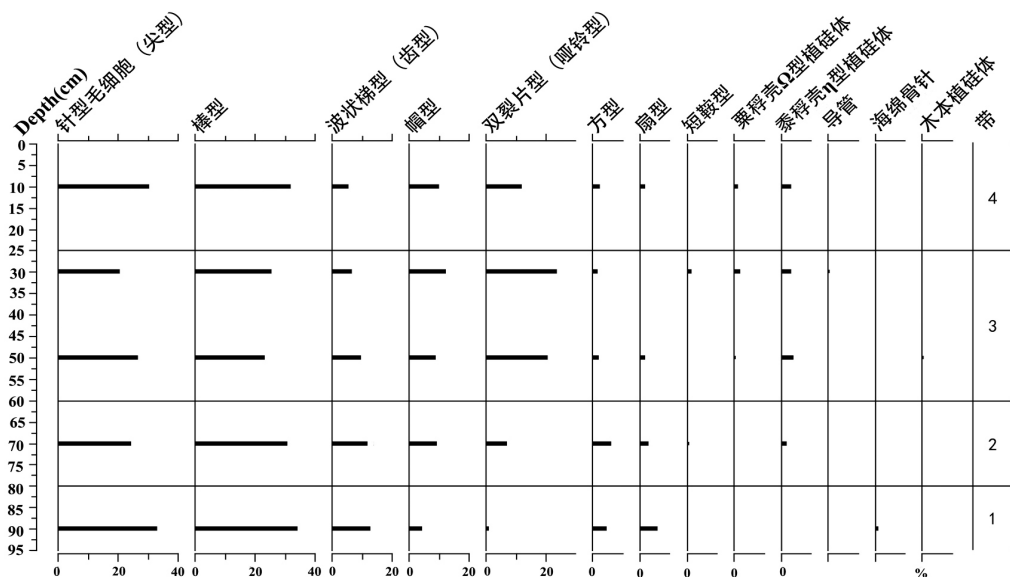 Depth(cm)
针型毛细胞（尖型）
棒型
波状梯型（齿型）
帽型
双裂片型（哑铃型）
方型
扇型
短鞍型
粟稃壳Ω型植硅体
黍稃壳η型植硅体
导管
海绵骨针
木本植硅体
带
0
5
10
15
20
25
30
35
40
45
50
55
60
65
70
75
80
85
90
95
4
3
2
1
0 20 40 0 20 40 0 20 0 20 0 20 0 0 0 0 0 %